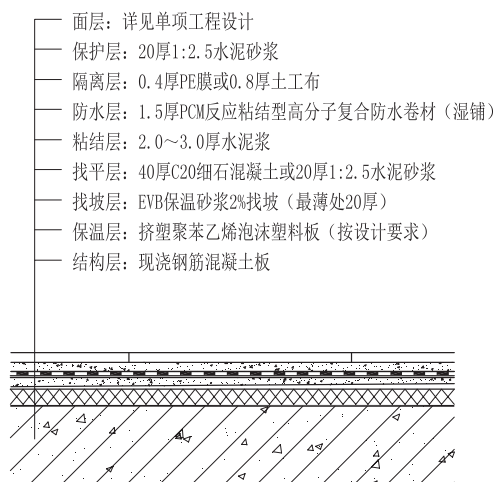 面层：详见单项工程设计
保护层：20厚1:2.5水泥砂浆
隔离层：0.4厚PE膜或0.8厚土工布
防水层：1.5厚PCM反应粘结型高分子复合防水卷材（湿铺）
粘结层：2.0～3.0厚水泥浆
找平层：40厚C20细石混凝土或20厚1:2.5水泥砂浆
找坡层：EVB保温砂浆2%找坡（最薄处20厚）
保温层：挤塑聚苯乙烯泡沫塑料板（按设计要求）
结构层：现浇钢筋混凝土板